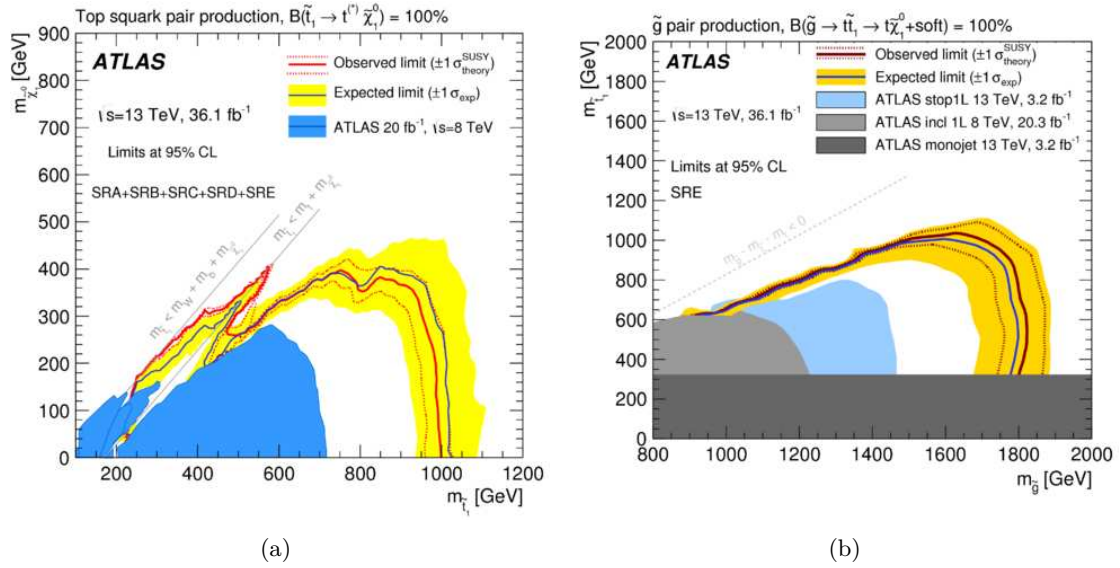 Top squark pair production, B(t̃₁ → t⁽*⁾ χ̃₁⁰) = 100%
m_χ̃₁⁰ [GeV]
900
800
700
600
500
400
300
200
100
0
ATLAS
√s=13 TeV, 36.1 fb⁻¹
Limits at 95% CL
SRA+SRB+SRC+SRD+SRE
Observed limit (±1 σ_theory^SUSY)
Expected limit (±1 σ_exp)
ATLAS 20 fb⁻¹, √s=8 TeV
m_t̃₁ < m_W + m_b + m_χ̃₁⁰
m_t̃₁ < m_t + m_χ̃₁⁰
200 400 600 800 1000 1200
m_t̃₁ [GeV]
(a)
g̃ pair production, B(g̃ → tt̃₁ → tχ̃₁⁰+soft) = 100%
m_t̃₁ [GeV]
2000
1800
1600
1400
1200
1000
800
600
400
200
0
ATLAS
√s=13 TeV, 36.1 fb⁻¹
Limits at 95% CL
SRE
Observed limit (±1 σ_theory^SUSY)
Expected limit (±1 σ_exp)
ATLAS stop1L 13 TeV, 3.2 fb⁻¹
ATLAS incl 1L 8 TeV, 20.3 fb⁻¹
ATLAS monojet 13 TeV, 3.2 fb⁻¹
m_g̃ - m_t̃₁ - m_t < 0
800 1000 1200 1400 1600 1800 2000
m_g̃ [GeV]
(b)